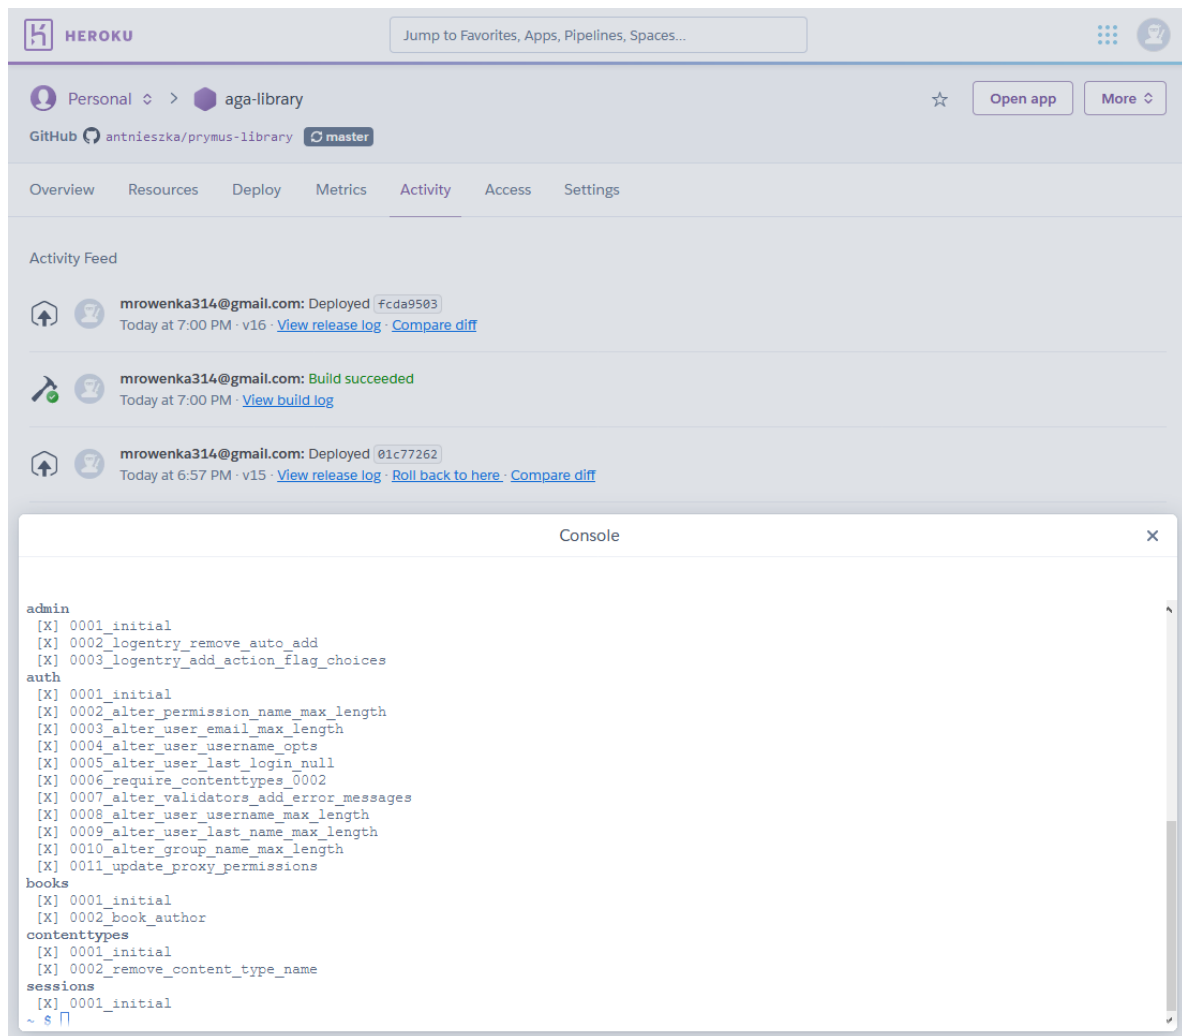 HEROKU
Jump to Favorites, Apps, Pipelines, Spaces...
Personal > aga-library
Open app
More
GitHub antnieszka/prymus-library master
Overview Resources Deploy Metrics Activity Access Settings
Activity Feed
mrowenka314@gmail.com: Deployed fcda9503
Today at 7:00 PM · v16 · View release log · Compare diff
mrowenka314@gmail.com: Build succeeded
Today at 7:00 PM · View build log
mrowenka314@gmail.com: Deployed 01c77262
Today at 6:57 PM · v15 · View release log · Roll back to here · Compare diff
Console
admin
[X] 0001_initial
[X] 0002_logentry_remove_auto_add
[X] 0003_logentry_add_action_flag_choices
auth
[X] 0001_initial
[X] 0002_alter_permission_name_max_length
[X] 0003_alter_user_email_max_length
[X] 0004_alter_user_username_opts
[X] 0005_alter_user_last_login_null
[X] 0006_require_contenttypes_0002
[X] 0007_alter_validators_add_error_messages
[X] 0008_alter_user_username_max_length
[X] 0009_alter_user_last_name_max_length
[X] 0010_alter_group_name_max_length
[X] 0011_update_proxy_permissions
books
[X] 0001_initial
[X] 0002_book_author
contenttypes
[X] 0001_initial
[X] 0002_remove_content_type_name
sessions
[X] 0001_initial
~ $